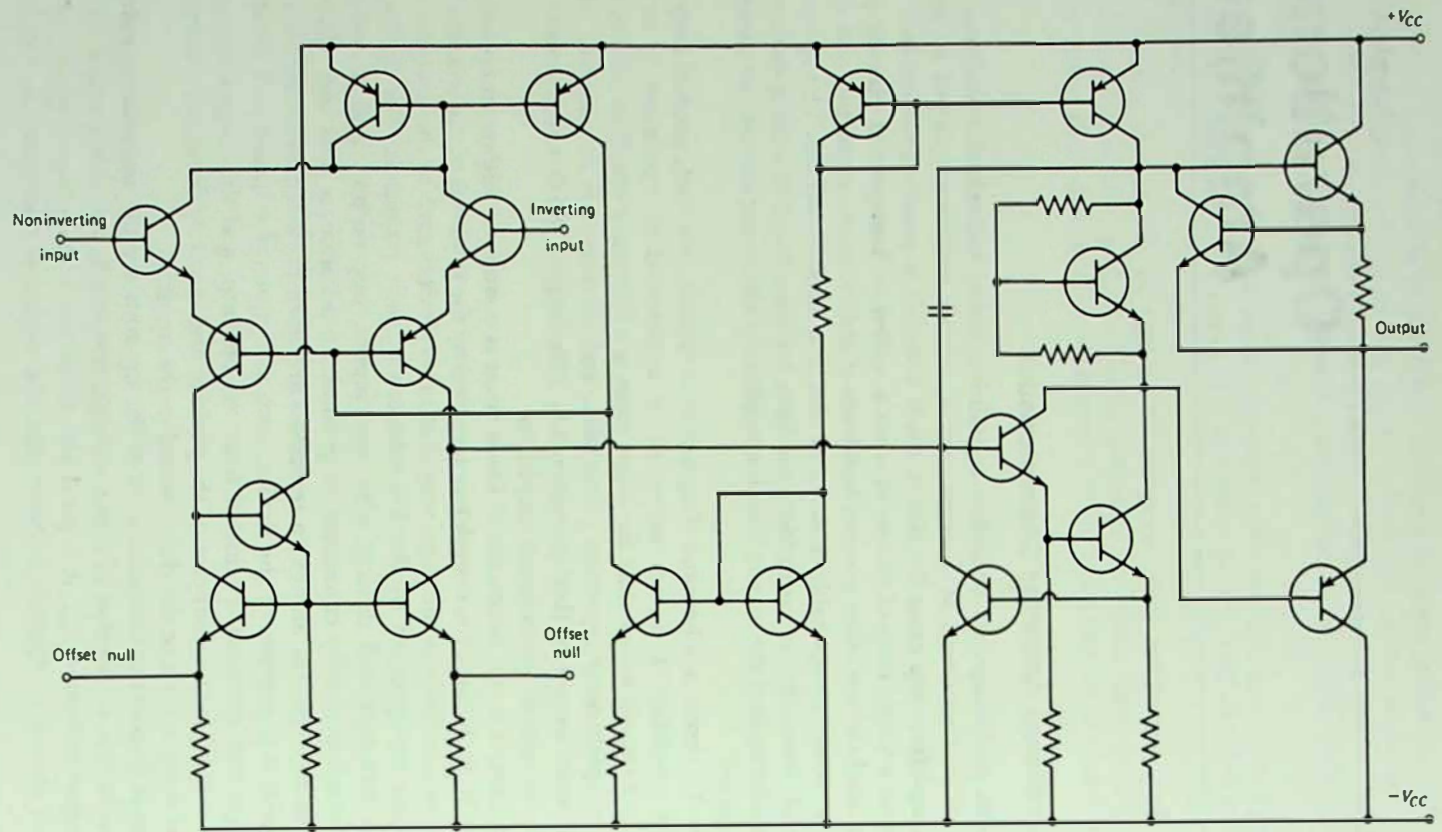 +VCC
Noninverting
input
Inverting
input
Output
Offset null
Offset
null
−VCC